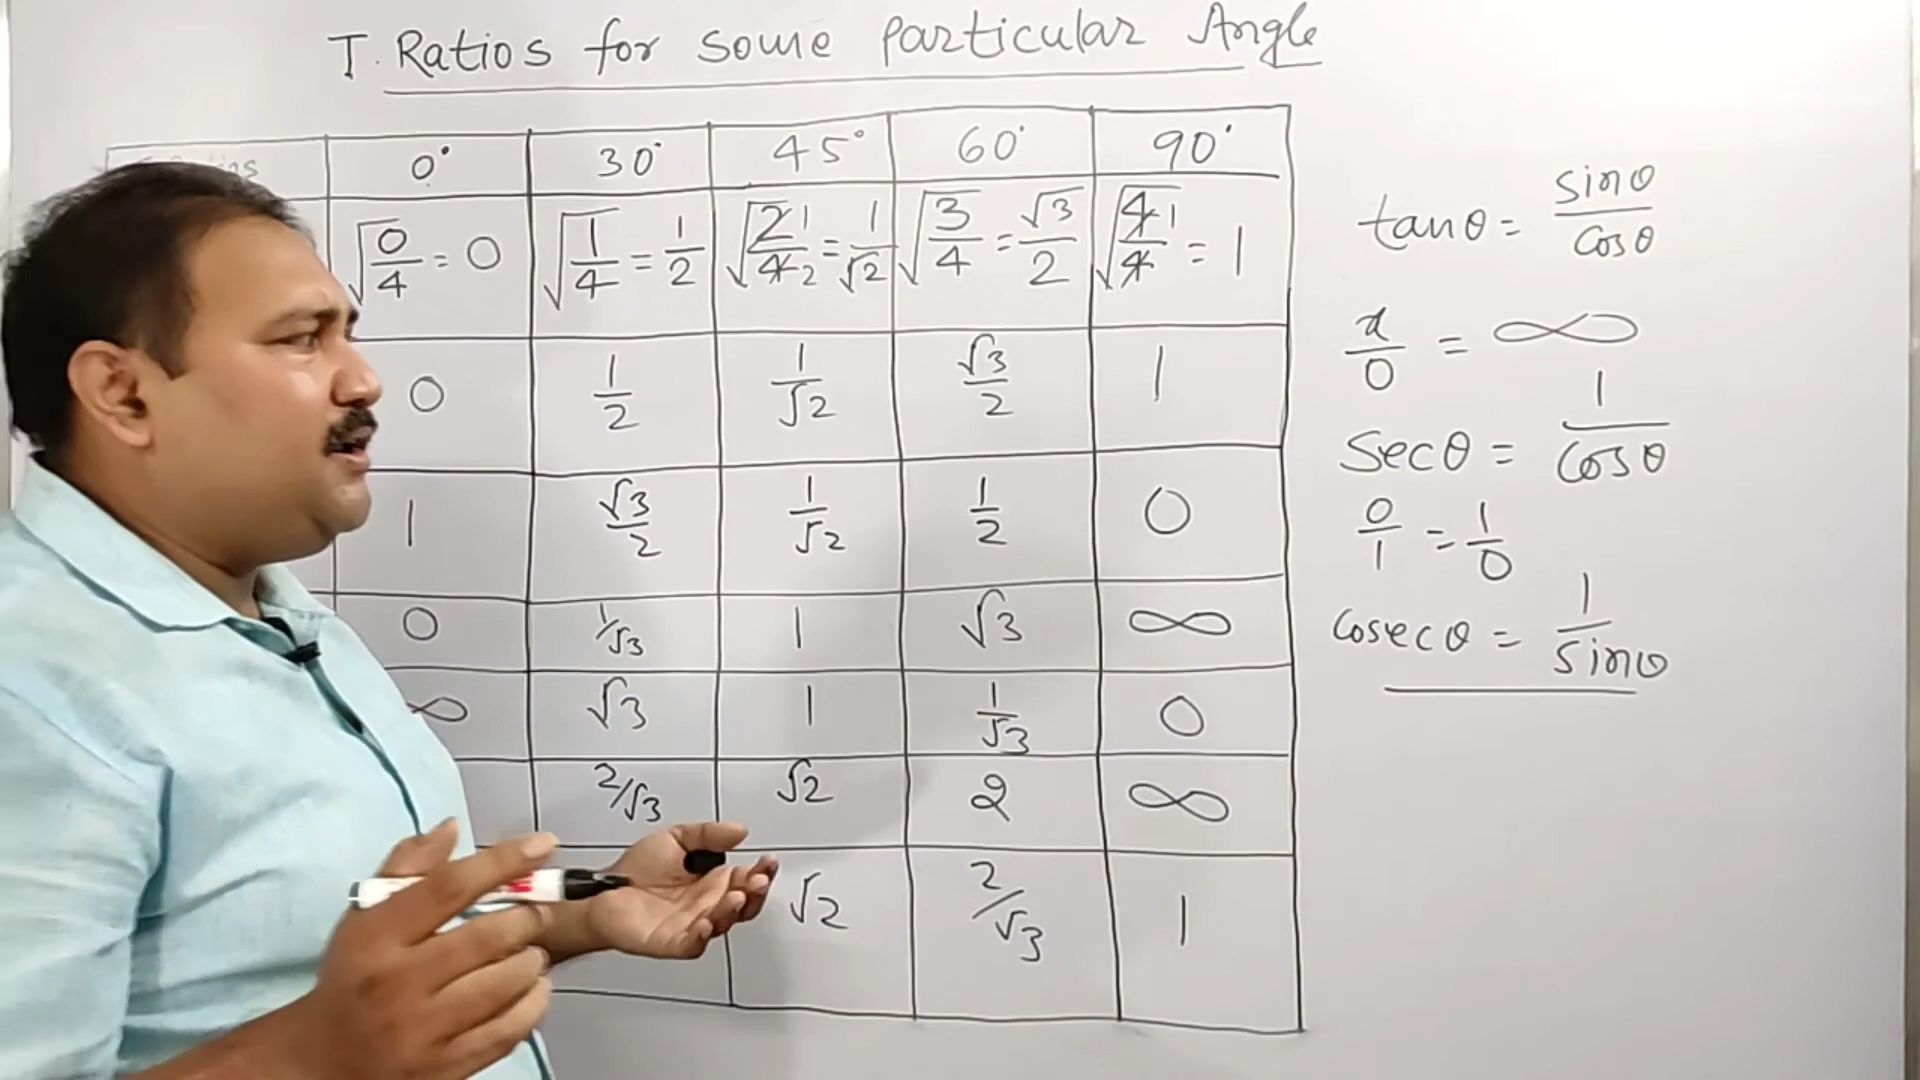 T. Ratios for some particular Angle
0° 30° 45° 60° 90°
√0/4 = 0 √1/4 = 1/2 √2/4 1 2 = 1/√2 √3/4 = √3/2 √4/4 1 = 1
0 1/2 1/√2 √3/2 1
1 √3/2 1/√2 1/2 0
0 1/√3 1 √3 ∞
∞ √3 1 1/√3 0
2/√3 √2 2 ∞
√2 2/√3 1
tanθ = sinθ/cosθ
x/0 = ∞
secθ = 1/cosθ
0/1 = 1/0
cosecθ = 1/sinθ